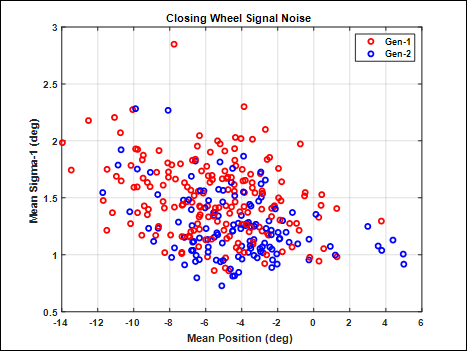 Closing Wheel Signal Noise
Gen-1
Gen-2
Mean Sigma-1 (deg)
3
2.5
2
1.5
1
0.5
-14 -12 -10 -8 -6 -4 -2 0 2 4 6
Mean Position (deg)